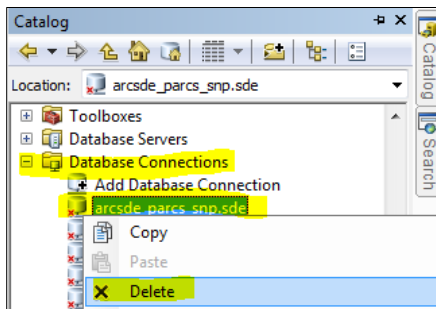 Catalog
Location: arcsde_parcs_snp.sde
Toolboxes
Database Servers
Database Connections
Add Database Connection
arcsde_parcs_snp.sde
Copy
Paste
Delete
Catalog
Search